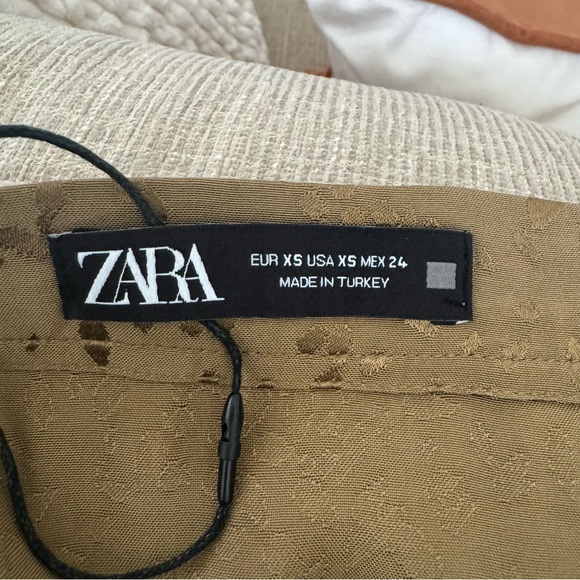 ZARA
EUR XS USA XS MEX 24
MADE IN TURKEY